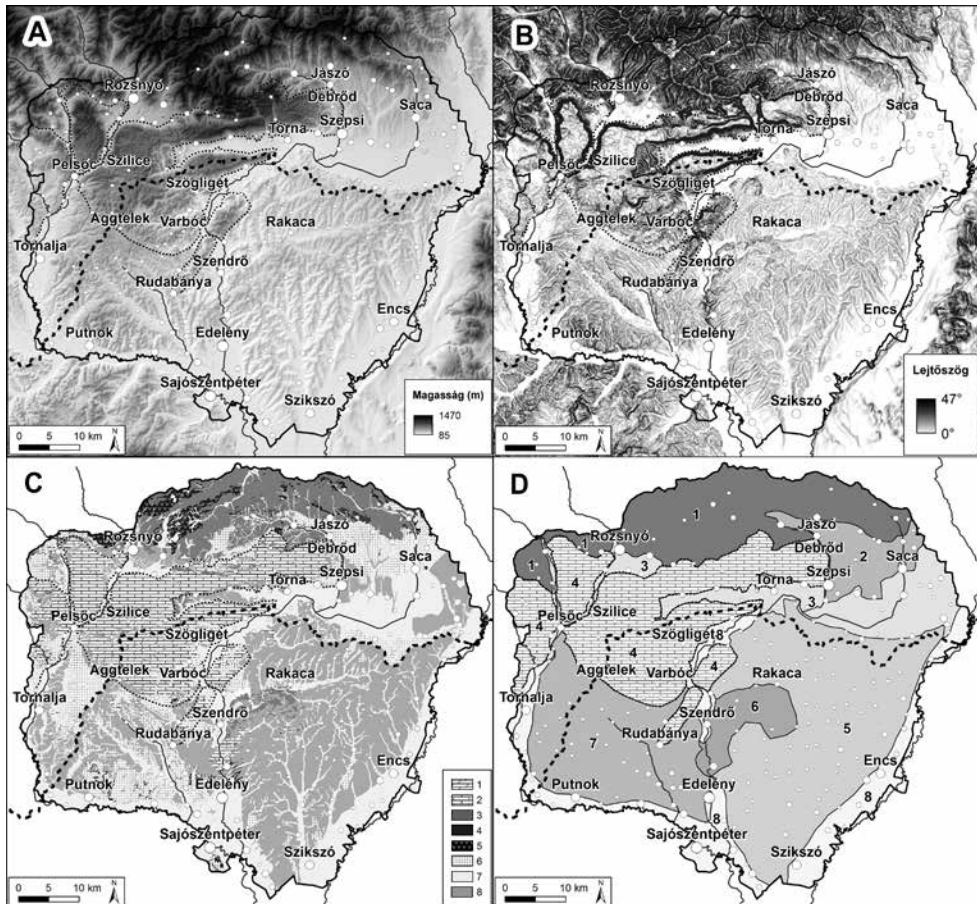 A
Rozsnyó
Jászó
Debrőd
Szepsi
Saca
Torna
Pelsőc
Szilice
Szögliget
Aggtelek
Varbóc
Rakaca
Tornalja
Szendrő
Rudabánya
Encs
Putnok
Edelény
Sajószentpéter
Szikszó
Magasság (m)
1470
85
0 5 10 km
N
B
Rozsnyó
Jászó
Debrőd
Szepsi
Saca
Torna
Pelsőc
Szilice
Szögliget
Aggtelek
Varbóc
Rakaca
Tornalja
Szendrő
Rudabánya
Encs
Putnok
Edelény
Sajószentpéter
Szikszó
Lejtőszög
47°
0°
0 5 10 km
N
C
Rozsnyó
Jászó
Debrőd
Szepsi
Saca
Torna
Pelsőc
Szilice
Szögliget
Aggtelek
Varbóc
Rakaca
Tornalja
Szendrő
Rudabánya
Encs
Putnok
Edelény
Sajószentpéter
Szikszó
1
2
3
4
5
6
7
8
0 5 10 km
N
D
1
1
1
Rozsnyó
Jászó
Debrőd
2
Saca
3
4
Szepsi
Torna
3
Pelsőc
Szilice
4
Szögliget
8
4
Aggtelek
Varbóc
4
Rakaca
Tornalja
Szendrő
6
5
7
Rudabánya
Encs
Putnok
Edelény
8
8
Sajószentpéter
Szikszó
0 5 10 km
N